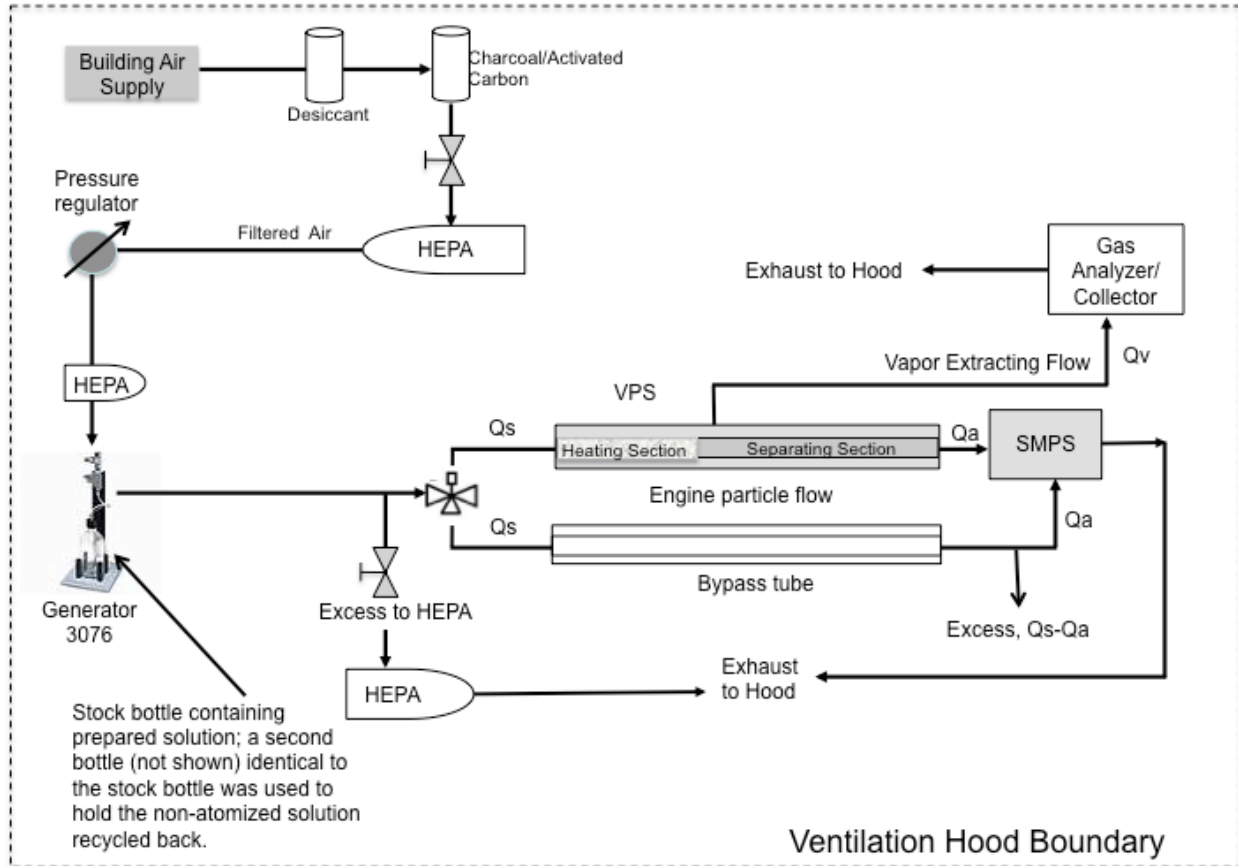 Building Air
Supply
Desiccant
Charcoal/Activated
Carbon
Pressure
regulator
Filtered Air
HEPA
Gas
Analyzer/
Collector
Exhaust to Hood
HEPA
Vapor Extracting Flow
Qv
VPS
Qs
Heating Section
Separating Section
Qa
SMPS
Engine particle flow
Qs
Qa
Bypass tube
Generator
3076
Excess to HEPA
Excess, Qs-Qa
HEPA
Exhaust
to Hood
Stock bottle containing
prepared solution; a second
bottle (not shown) identical to
the stock bottle was used to
hold the non-atomized solution
recycled back.
Ventilation Hood Boundary